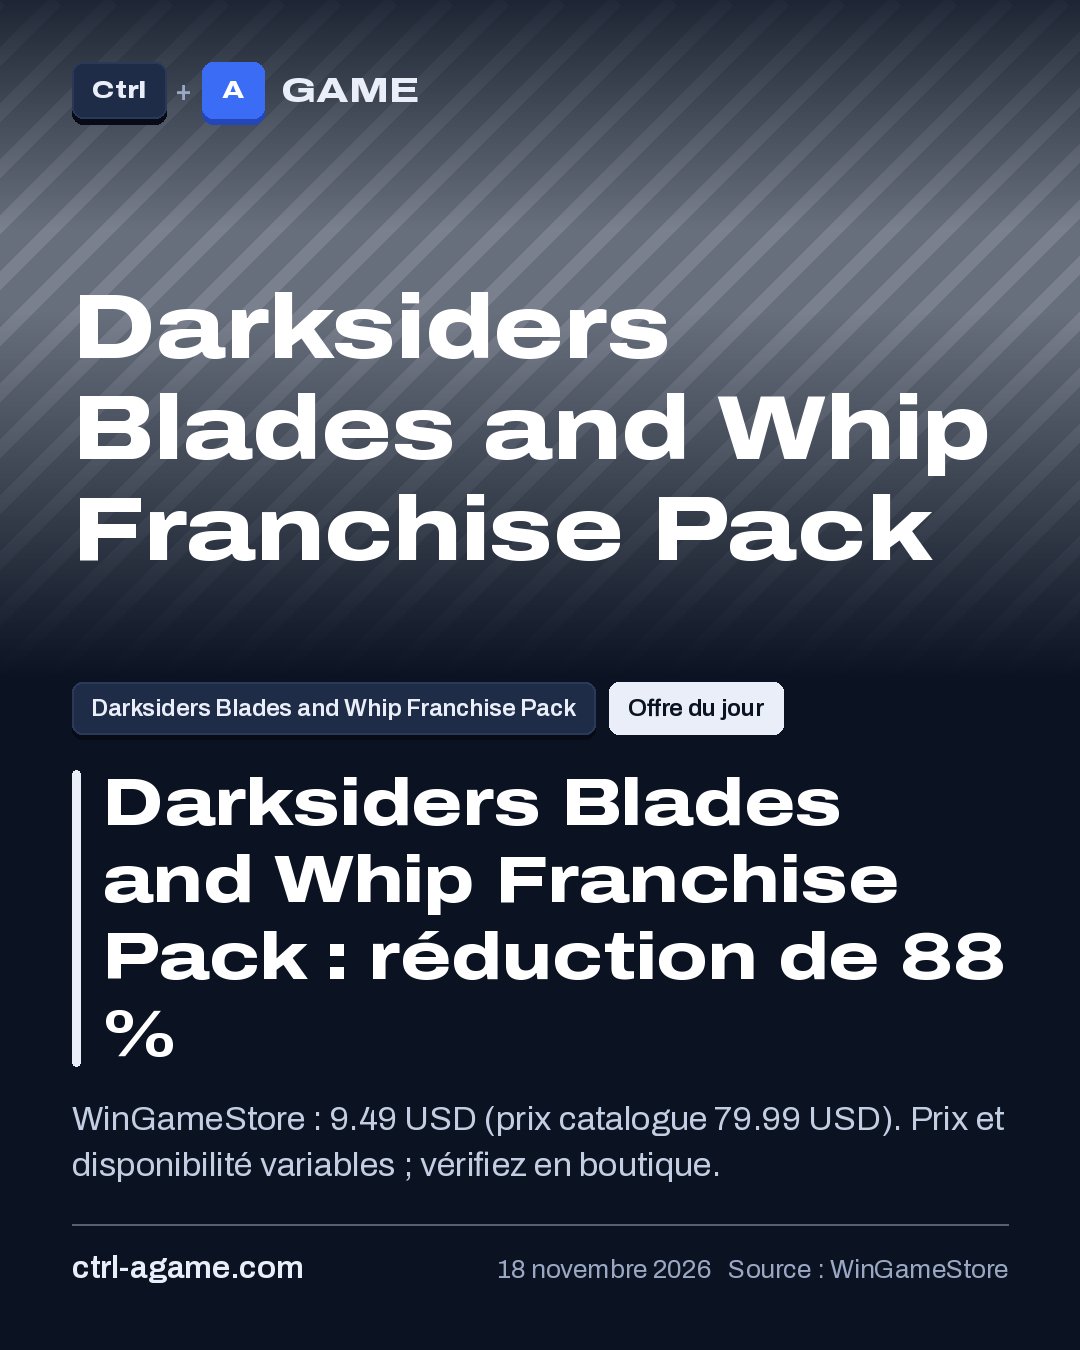 Ctrl + A GAME
Darksiders
Blades and Whip
Franchise Pack
Darksiders Blades and Whip Franchise Pack Offre du jour
Darksiders Blades
and Whip Franchise
Pack : réduction de 88
%
WinGameStore : 9.49 USD (prix catalogue 79.99 USD). Prix et
disponibilité variables ; vérifiez en boutique.
ctrl-agame.com 18 novembre 2026 Source : WinGameStore